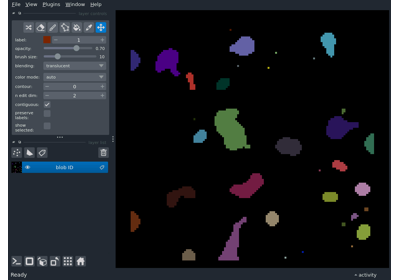 File View Plugins Window Help
label: 1
opacity: 0.70
brush size: 10
blending: translucent
color mode: auto
contour: 0
n edit dim: 2
contiguous:
preserve labels:
show selected:
blob ID
Ready
activity